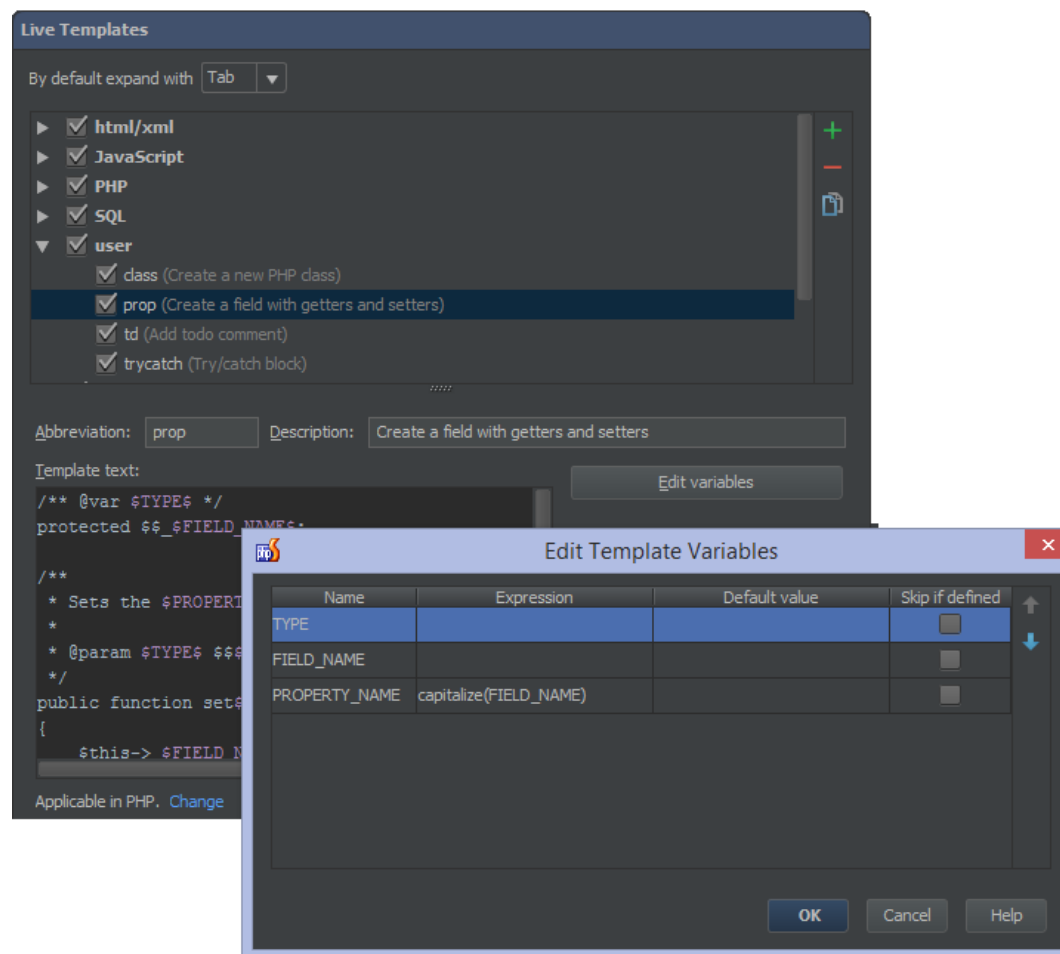 Live Templates
By default expand with Tab
html/xml
JavaScript
PHP
SQL
user
class (Create a new PHP class)
prop (Create a field with getters and setters)
td (Add todo comment)
trycatch (Try/catch block)
Abbreviation: prop Description: Create a field with getters and setters
Template text:
Edit variables
/** @var $TYPE$ */
protected $$_$FIELD_NAME$;
/**
* Sets the $PROPERT
*
* @param $TYPE$ $$$
*/
public function set$
{
$this->_$FIELD_N
Applicable in PHP. Change
Edit Template Variables
Name Expression Default value Skip if defined
TYPE
FIELD_NAME
PROPERTY_NAME capitalize(FIELD_NAME)
OK Cancel Help